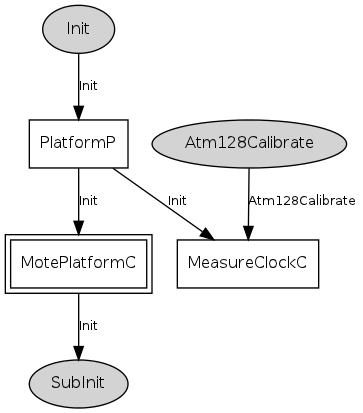 Init
Init
PlatformP
Atm128Calibrate
Init
Init
Atm128Calibrate
MotePlatformC
MeasureClockC
Init
SubInit